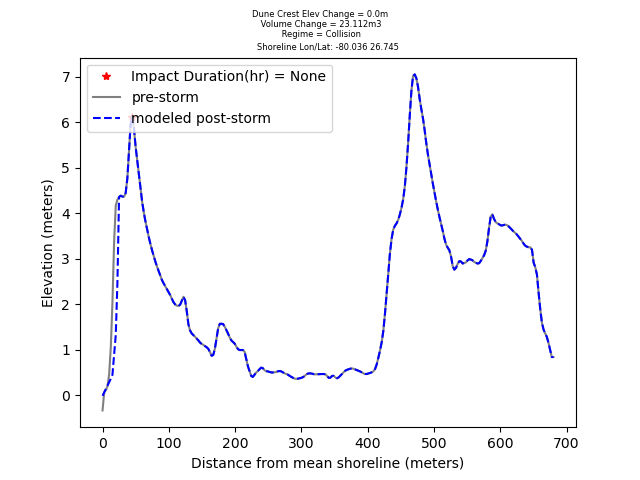 Dune Crest Elev Change = 0.0m
Volume Change = 23.112m3
Regime = Collision
Shoreline Lon/Lat: -80.036 26.745
Impact Duration(hr) = None
pre-storm
modeled post-storm
7
6
5
4
3
2
1
0
Elevation (meters)
0 100 200 300 400 500 600 700
Distance from mean shoreline (meters)